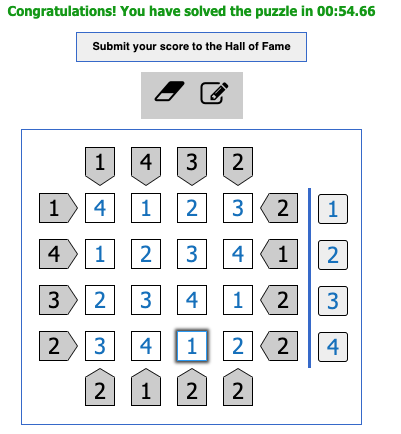 Congratulations! You have solved the puzzle in 00:54.66
Submit your score to the Hall of Fame
1 4 3 2
1 4 1 2 3 2 1
4 1 2 3 4 1 2
3 2 3 4 1 2 3
2 3 4 1 2 2 4
2 1 2 2